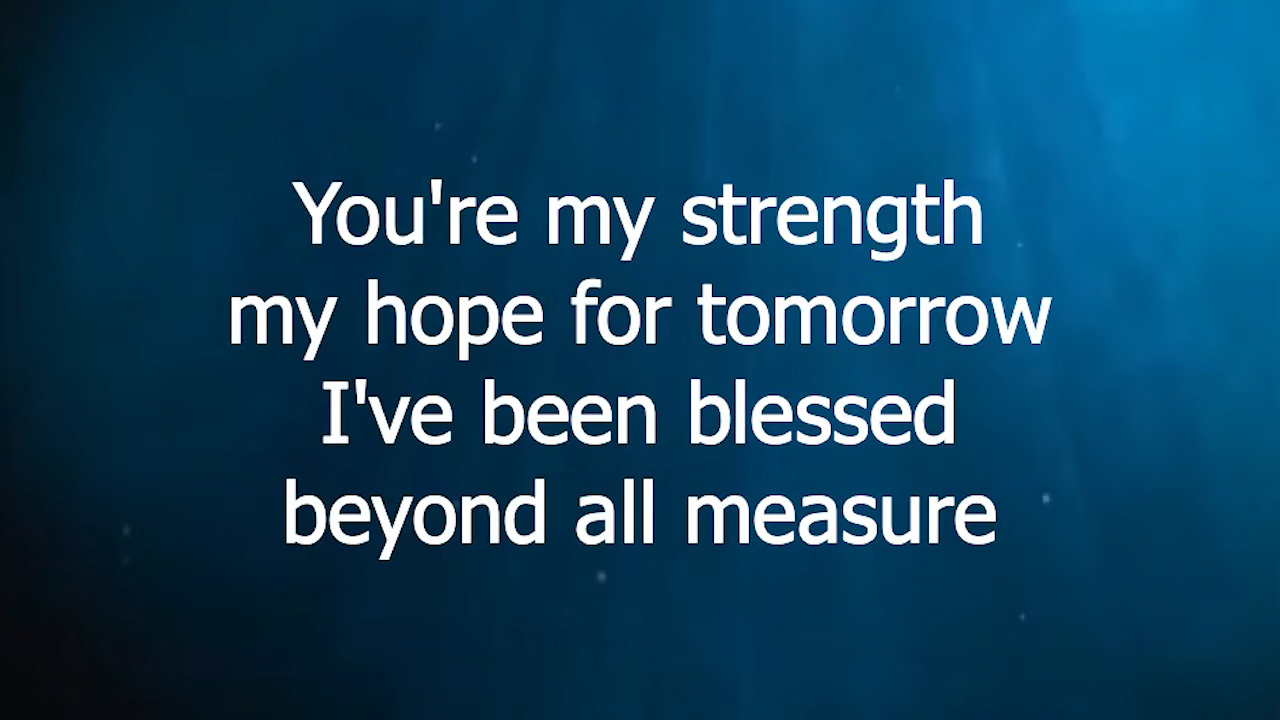 You're my strength
my hope for tomorrow
I've been blessed
beyond all measure